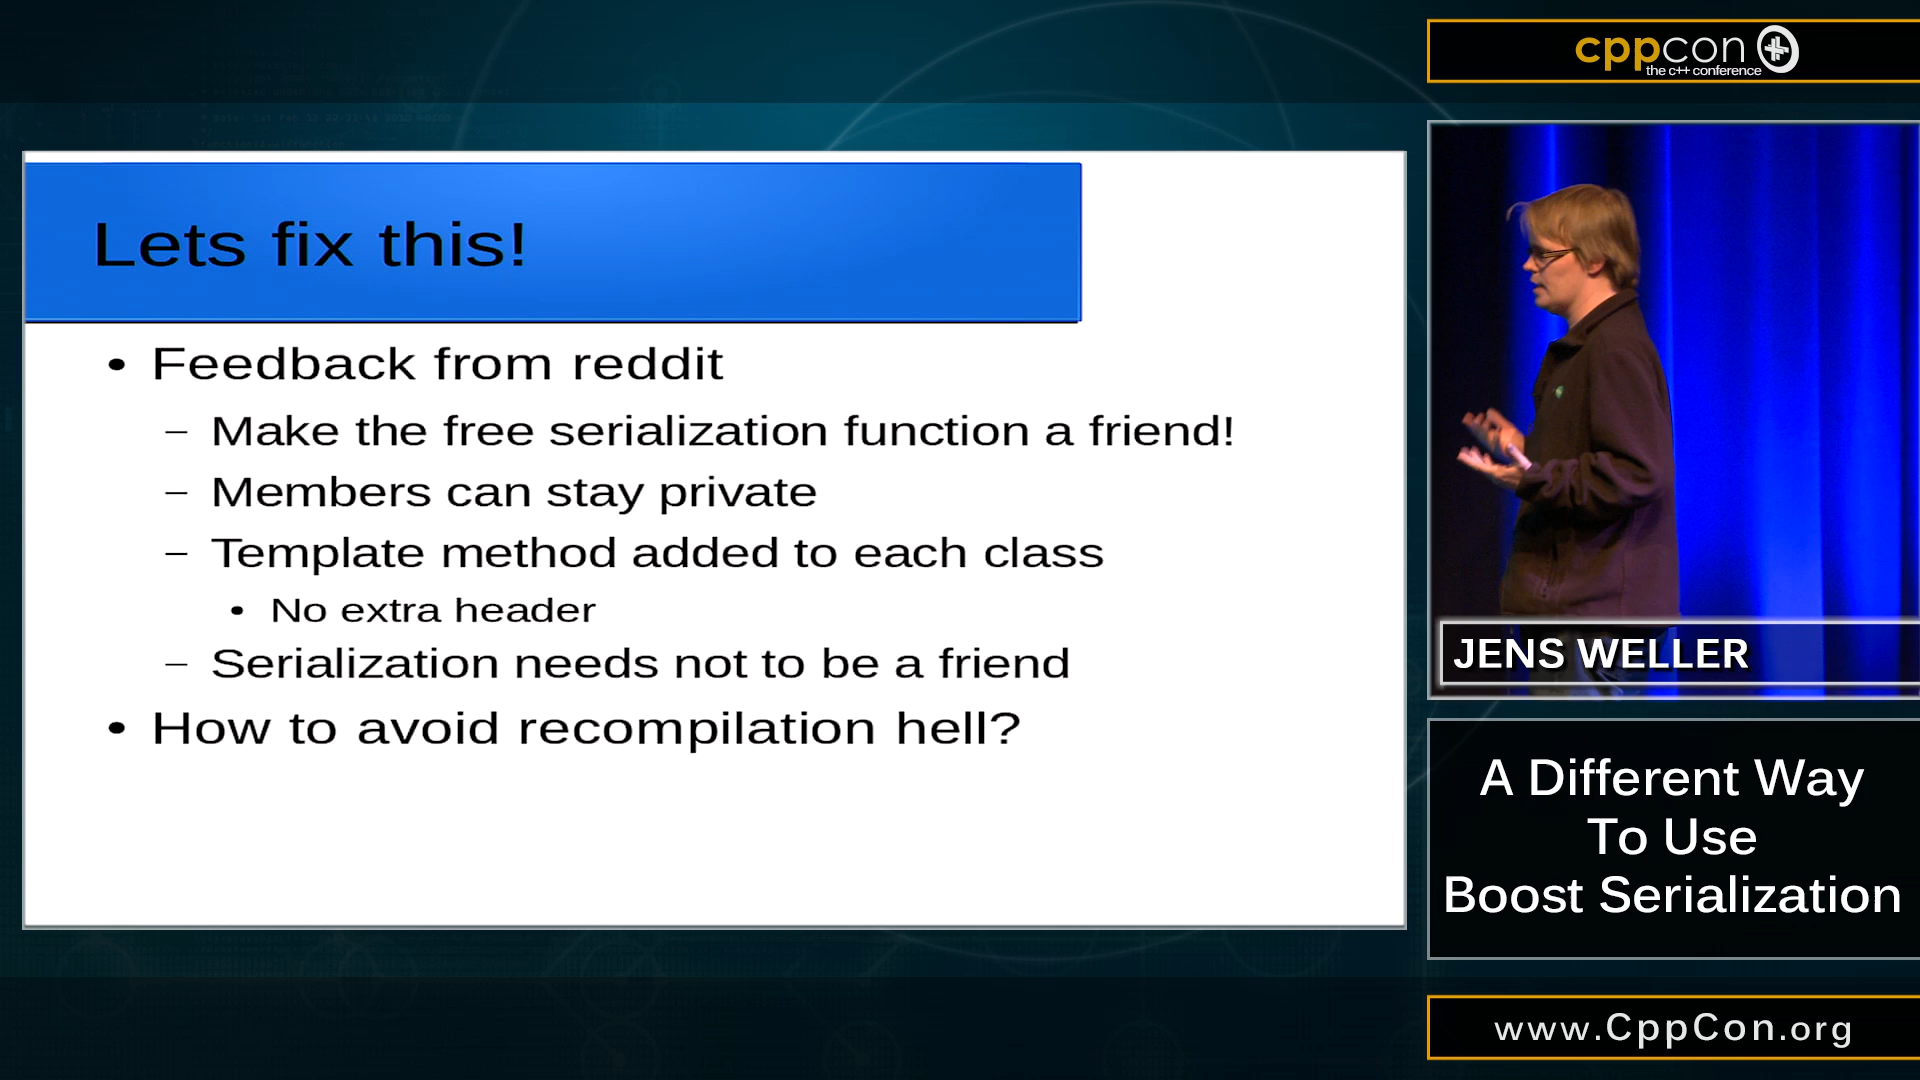 cppcon
the c++ conference
Lets fix this!
• Feedback from reddit
– Make the free serialization function a friend!
– Members can stay private
– Template method added to each class
• No extra header
– Serialization needs not to be a friend
• How to avoid recompilation hell?
JENS WELLER
A Different Way
To Use
Boost Serialization
www.CppCon.org